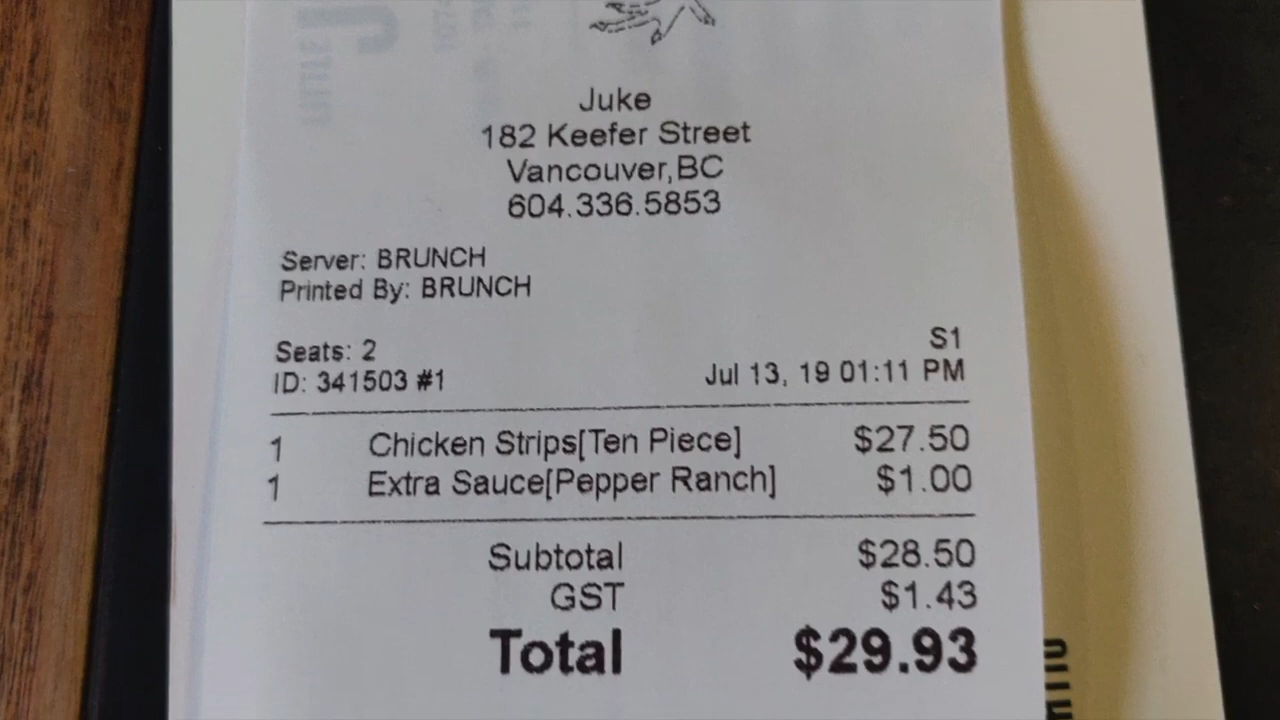 Juke
182 Keefer Street
Vancouver,BC
604.336.5853
Server: BRUNCH
Printed By: BRUNCH
S1
Seats: 2
ID: 341503 #1 Jul 13, 19 01:11 PM
1 Chicken Strips[Ten Piece] $27.50
1 Extra Sauce[Pepper Ranch] $1.00
Subtotal $28.50
GST $1.43
Total $29.93